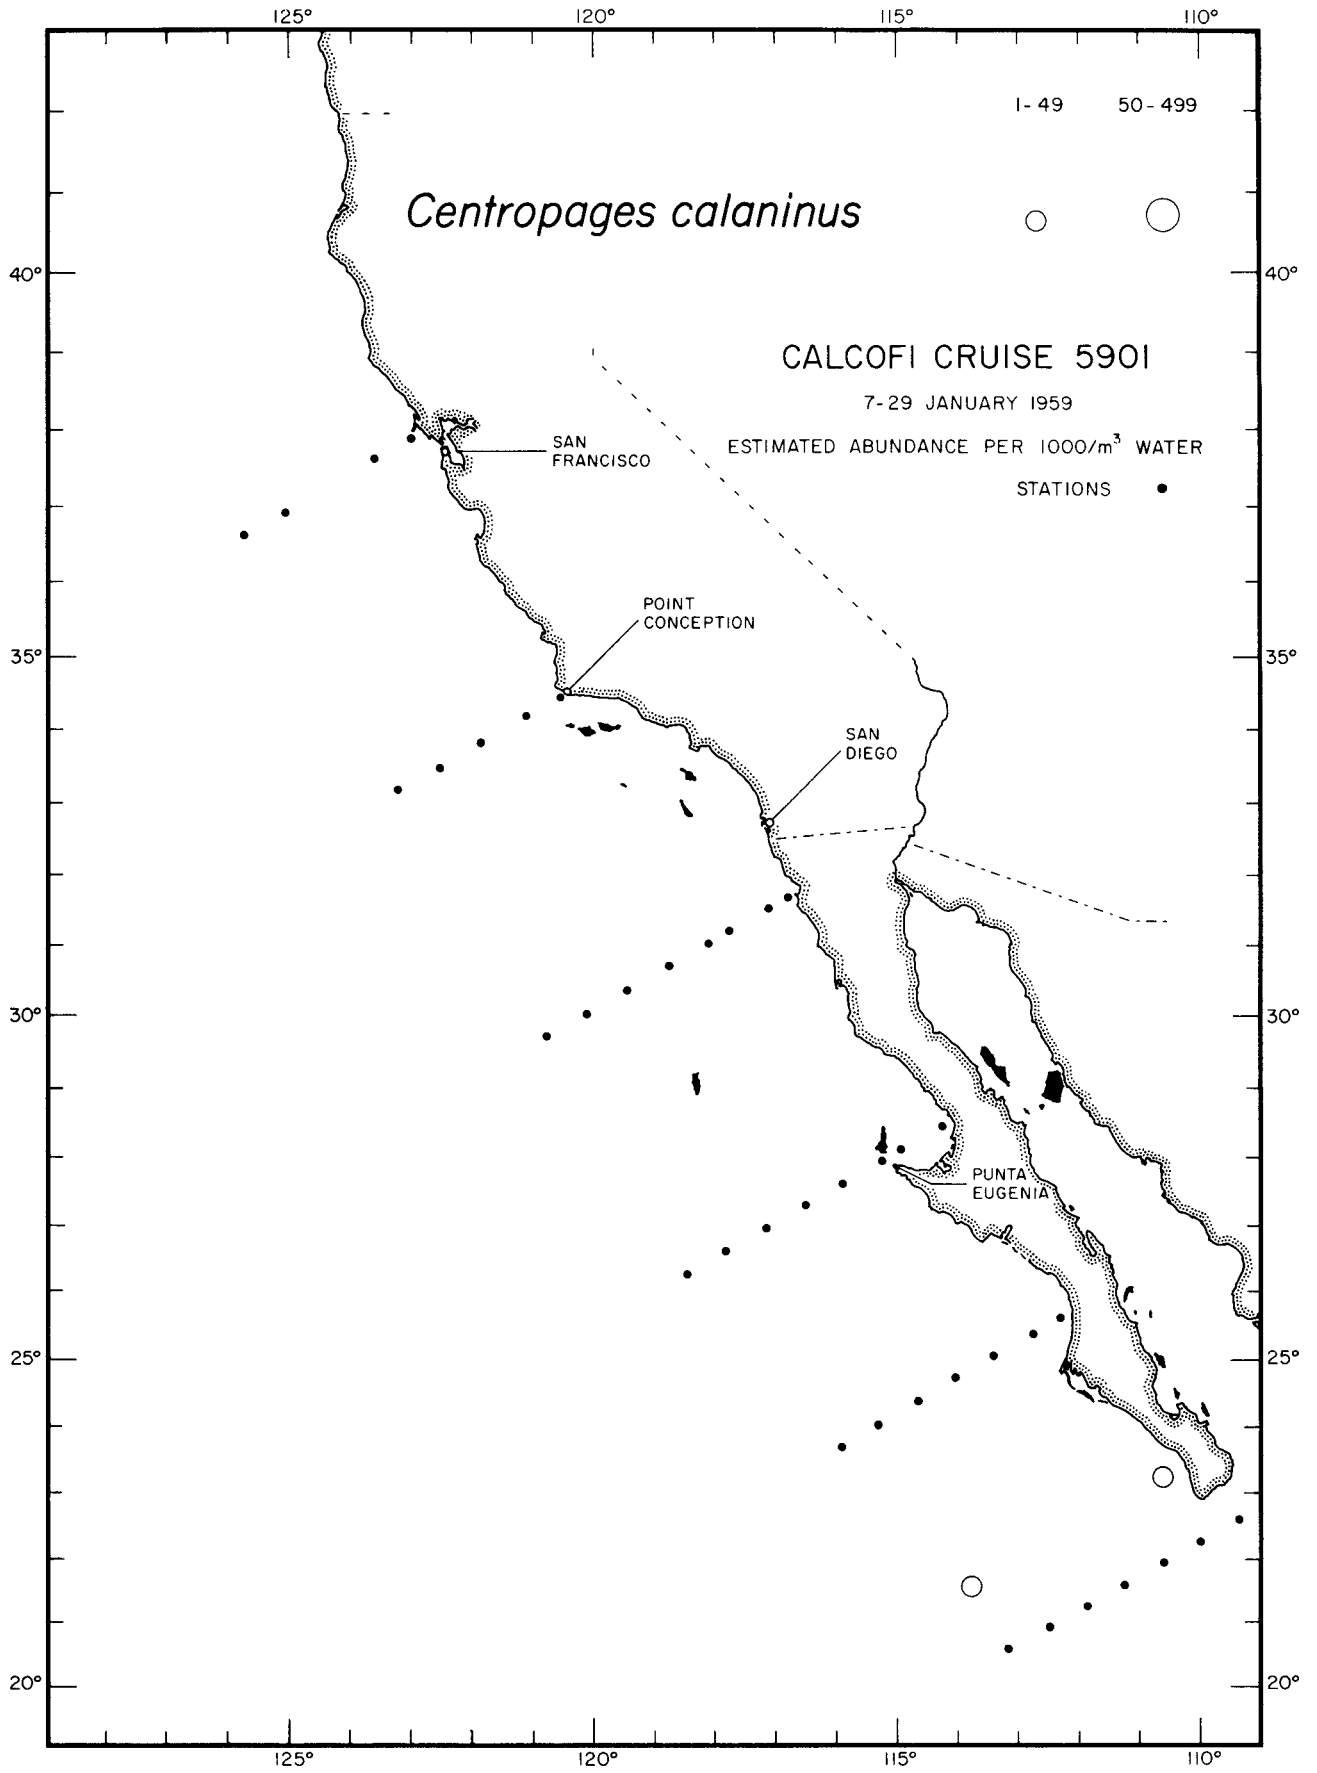 125° 120° 115° 110°
1-49 50-499
Centropages calaninus
40° 40°
CALCOFI CRUISE 5901
7-29 JANUARY 1959
ESTIMATED ABUNDANCE PER 1000/m³ WATER
STATIONS
SAN
FRANCISCO
POINT
CONCEPTION
35° 35°
SAN
DIEGO
30° 30°
PUNTA
EUGENIA
25° 25°
20° 20°
125° 120° 115° 110°